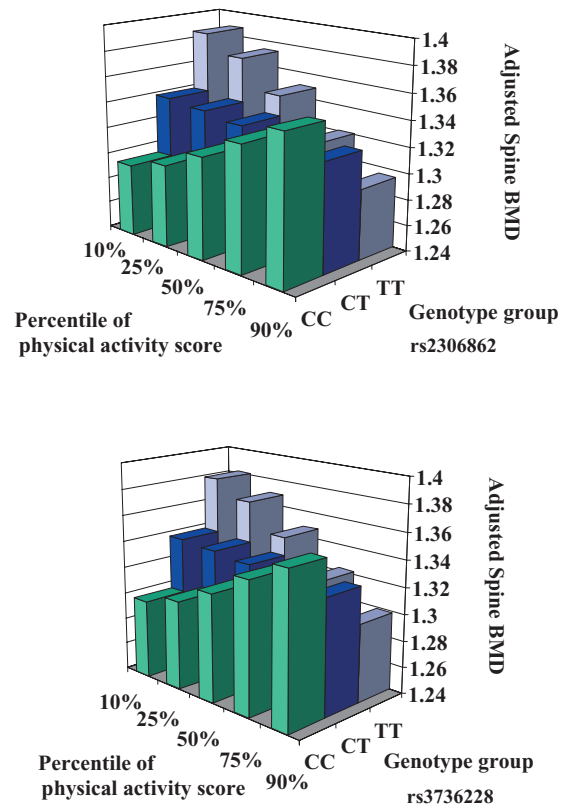 1.4
1.38
1.36
1.34
1.32
1.3
1.28
1.26
1.24
Adjusted Spine BMD
10%
25%
50%
75%
90%
CC
CT
TT
Percentile of
physical activity score
Genotype group
rs2306862
1.4
1.38
1.36
1.34
1.32
1.3
1.28
1.26
1.24
Adjusted Spine BMD
10%
25%
50%
75%
90%
CC
CT
TT
Percentile of
physical activity score
Genotype group
rs3736228